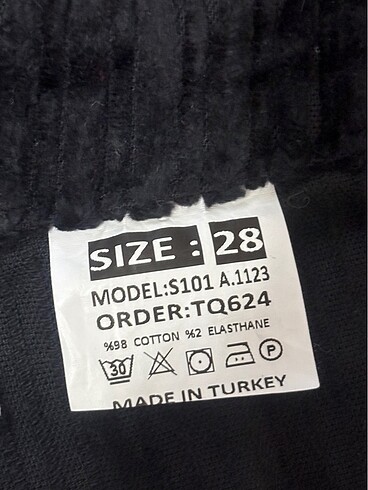 SIZE : 28
MODEL:S101 A.1123
ORDER:TQ624
%98 COTTON %2 ELASTHANE
30 P
MADE IN TURKEY